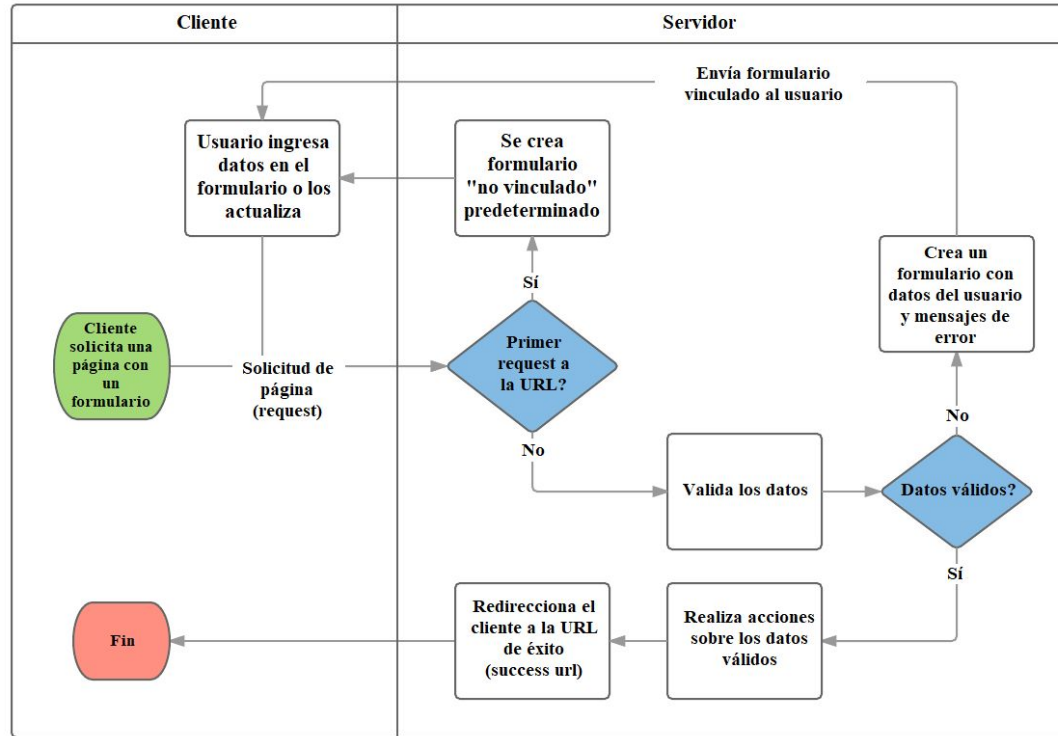 Cliente
Servidor
Envía formulario
vinculado al usuario
Usuario ingresa
datos en el
formulario o los
actualiza
Se crea
formulario
"no vinculado"
predeterminado
Crea un
formulario con
datos del usuario
y mensajes de
error
Sí
Cliente
solicita una
página con
un
formulario
Solicitud de
página
(request)
Primer
request a
la URL?
No
No
Valida los datos
Datos válidos?
Sí
Fin
Redirecciona el
cliente a la URL
de éxito
(success url)
Realiza acciones
sobre los datos
válidos